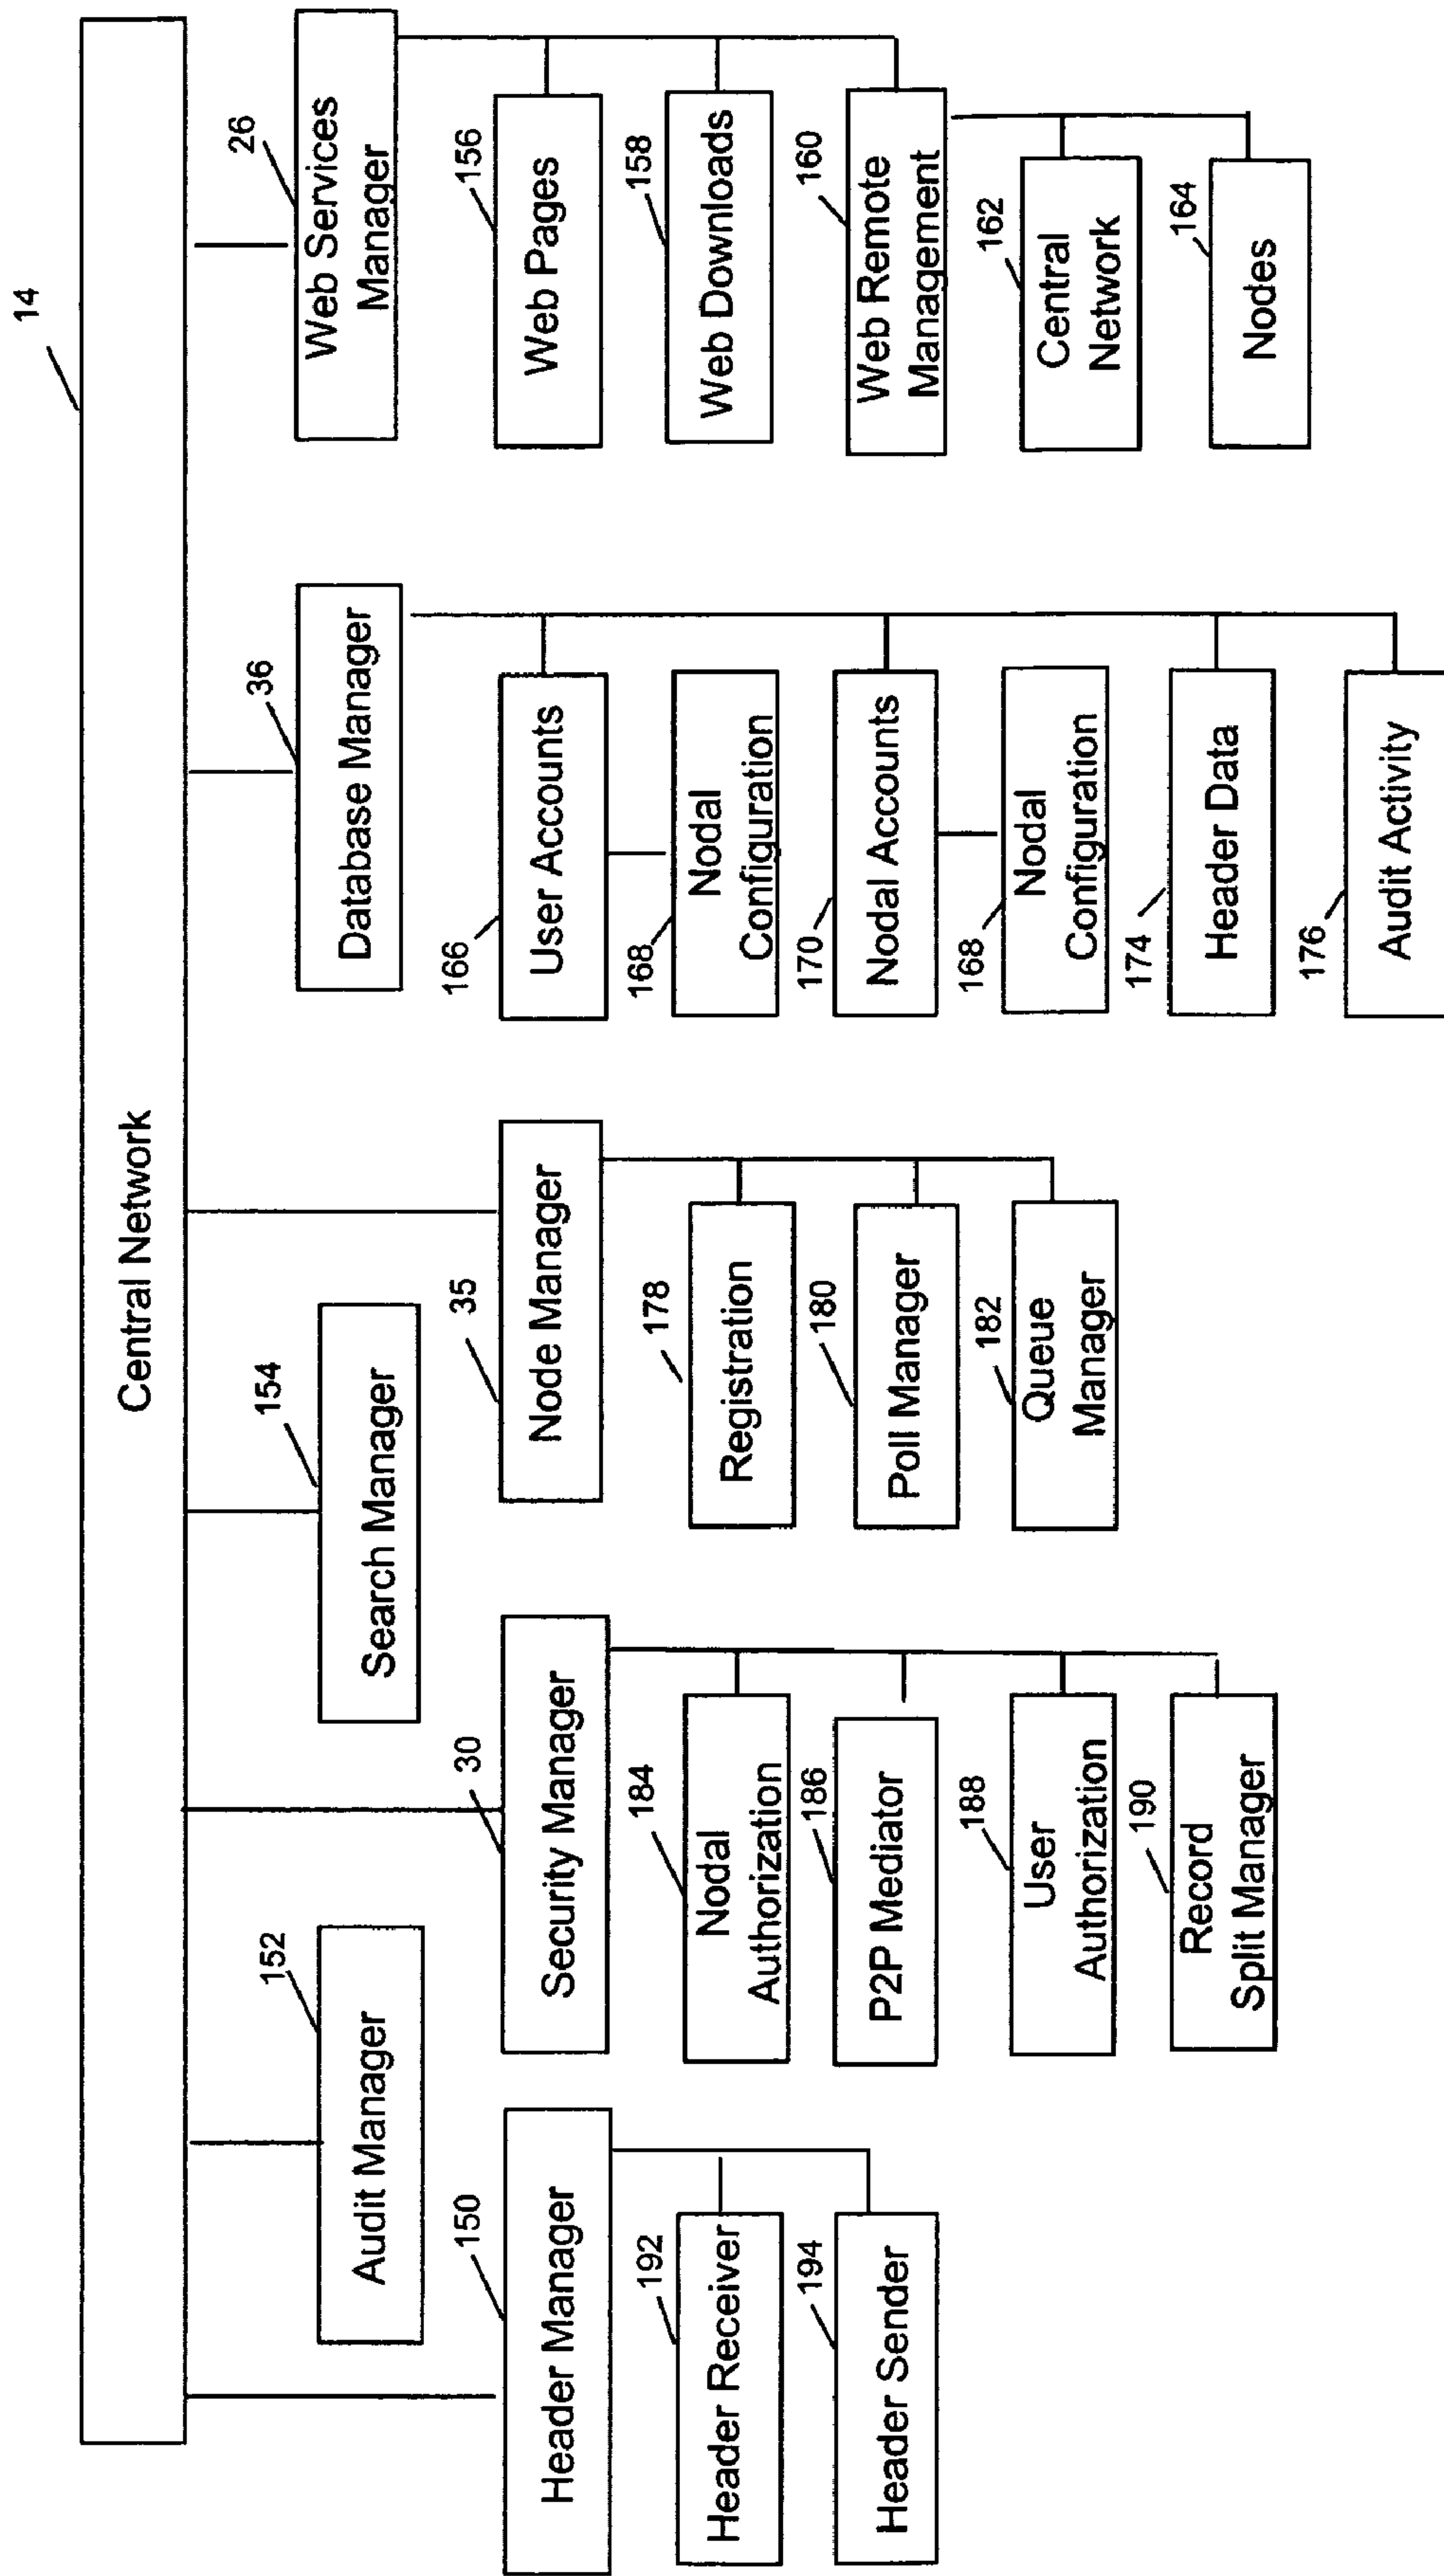 14
Central Network
150
Header Manager
192
Header Receiver
194
Header Sender
152
Audit Manager
30
Security Manager
184
Nodal
Authorization
186
P2P Mediator
188
User
Authorization
190
Record
Split Manager
154
Search Manager
35
Node Manager
178
Registration
180
Poll Manager
182
Queue
Manager
36
Database Manager
166
User Accounts
168
Nodal
Configuration
170
Nodal Accounts
168
Nodal
Configuration
174
Header Data
176
Audit Activity
26
Web Services
Manager
156
Web Pages
158
Web Downloads
160
Web Remote
Management
162
Central
Network
164
Nodes